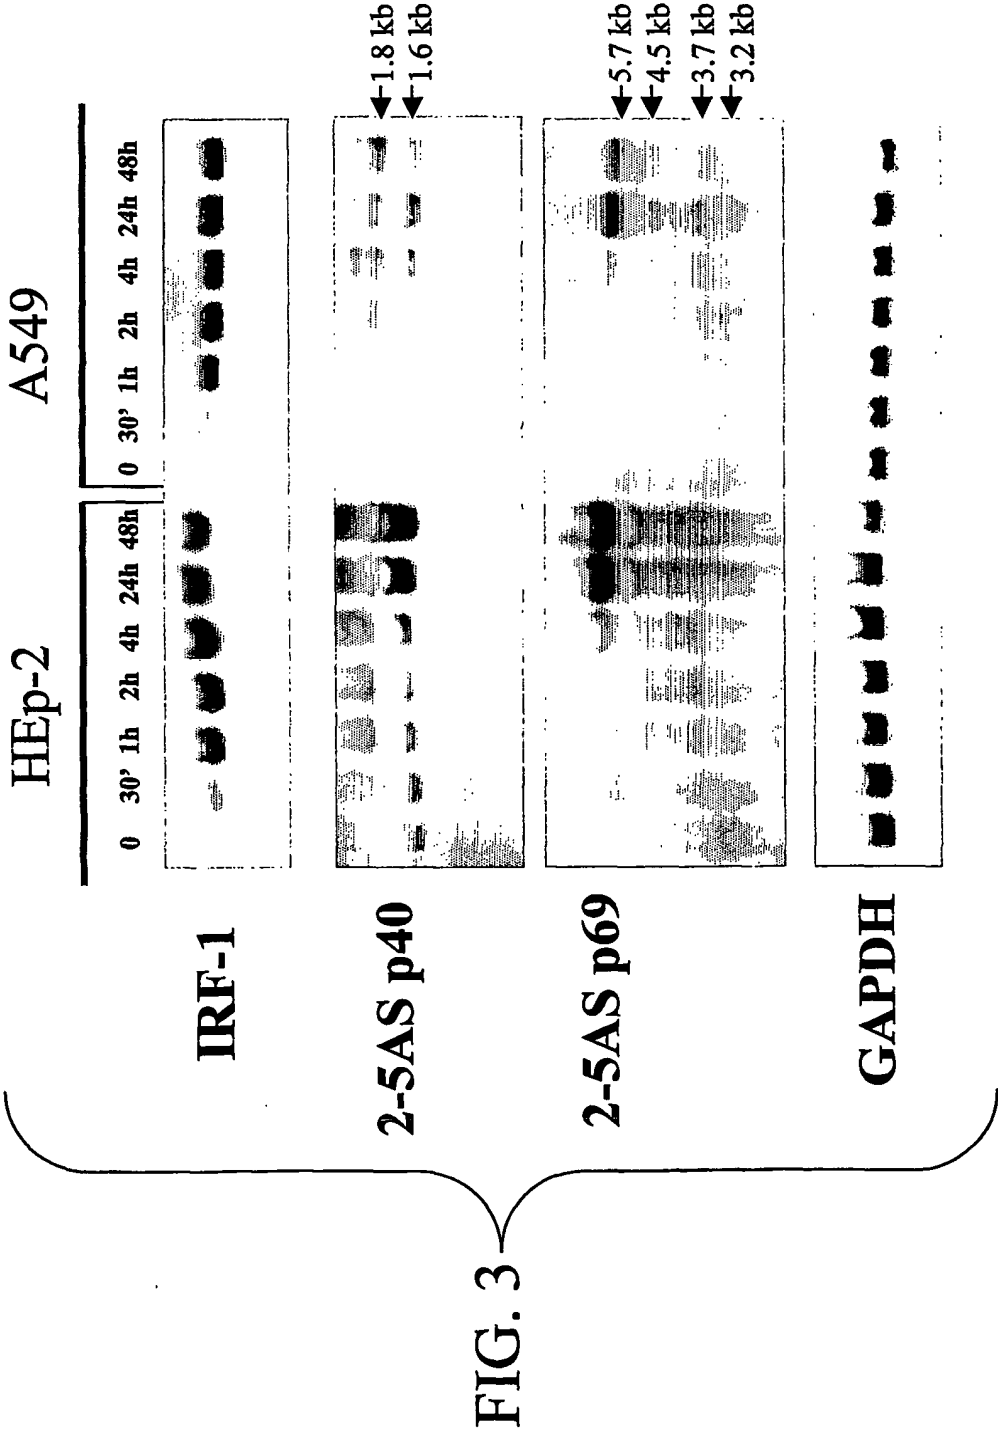 HEp-2 A549
0 30’ 1h 2h 4h 24h 48h 0 30’ 1h 2h 4h 24h 48h
IRF-1
2-5AS p40
1.8 kb
1.6 kb
2-5AS p69
5.7 kb
4.5 kb
3.7 kb
3.2 kb
GAPDH
FIG. 3